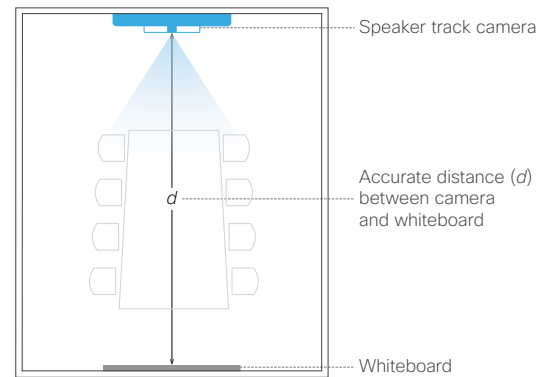 Speaker track camera
d
Accurate distance (d)
between camera
and whiteboard
Whiteboard